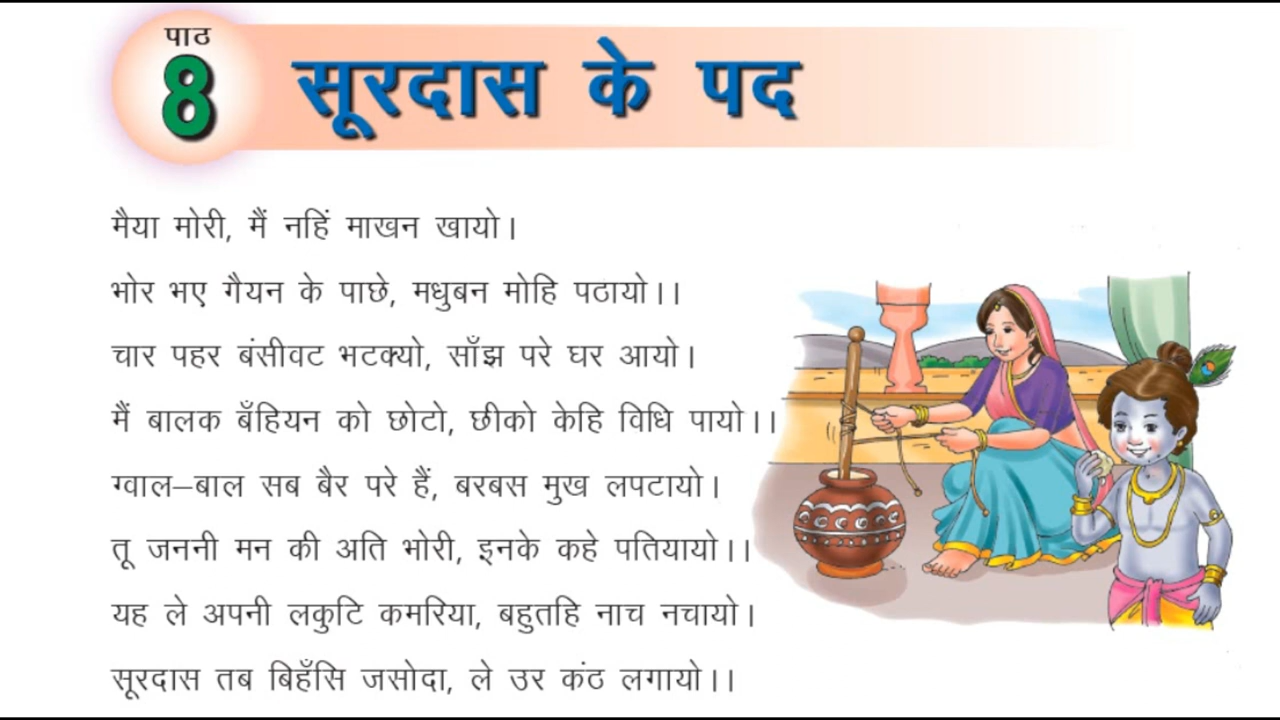 पाठ
8
सूरदास के पद
मैया मोरी, मैं नहिं माखन खायो।
भोर भए गैयन के पाछे, मधुबन मोहि पठायो।।
चार पहर बंसीवट भटक्यो, साँझ परे घर आयो।
मैं बालक बँहियन को छोटो, छीको केहि विधि पायो।।
ग्वाल–बाल सब बैर परे हैं, बरबस मुख लपटायो।
तू जननी मन की अति भोरी, इनके कहे पतियायो।।
यह ले अपनी लकुटि कमरिया, बहुतहि नाच नचायो।
सूरदास तब बिहँसि जसोदा, ले उर कंठ लगायो।।